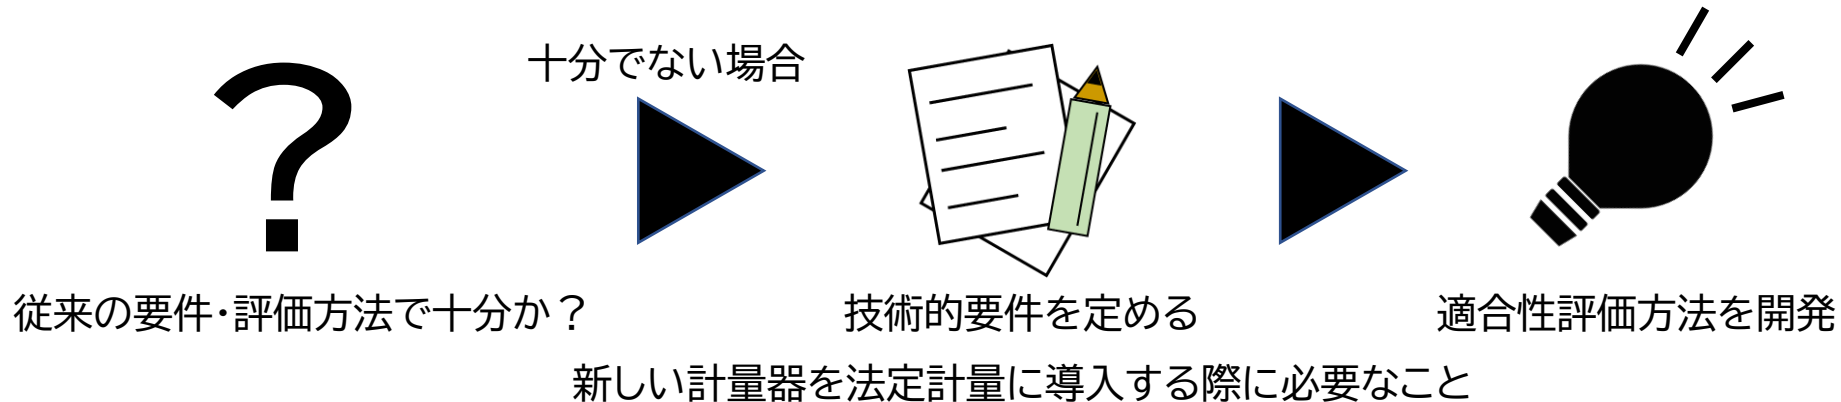 十分でない場合
従来の要件・評価方法で十分か？
技術的要件を定める
適合性評価方法を開発
新しい計量器を法定計量に導入する際に必要なこと